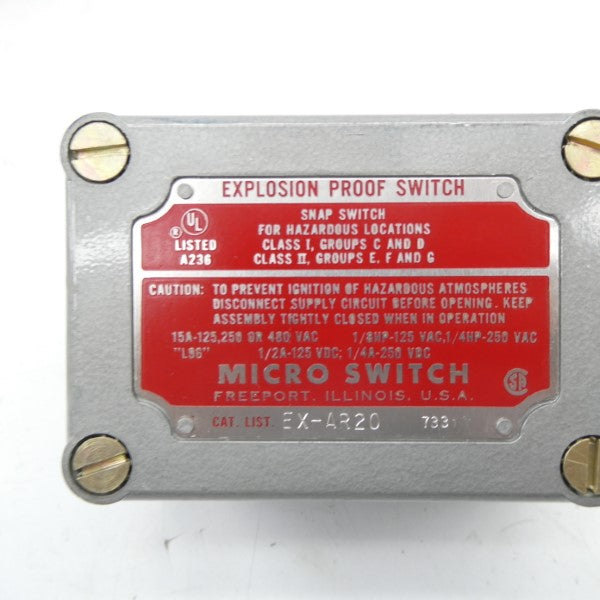 EXPLOSION PROOF SWITCH
UL
®
LISTED
A236
SNAP SWITCH
FOR HAZARDOUS LOCATIONS
CLASS I, GROUPS C AND D
CLASS II, GROUPS E, F AND G
CAUTION: TO PREVENT IGNITION OF HAZARDOUS ATMOSPHERES
DISCONNECT SUPPLY CIRCUIT BEFORE OPENING. KEEP
ASSEMBLY TIGHTLY CLOSED WHEN IN OPERATION
15A-125,250 OR 480 VAC 1/8HP-125 VAC,1/4HP-250 VAC
"L96" 1/2A-125 VDC; 1/4A-250 VDC
MICRO SWITCH
FREEPORT, ILLINOIS, U.S.A.
CAT. LIST. EX-AR20